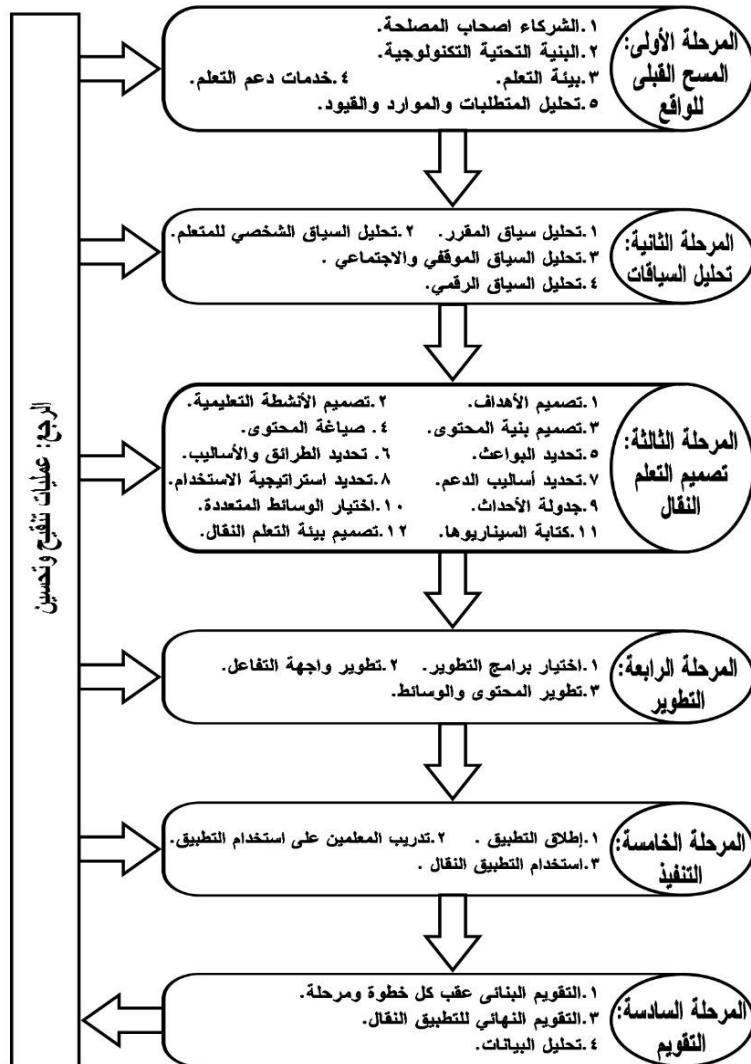 المرحلة الأولى:
المسح القبلى
للواقع
١.الشركاء اصحاب المصلحة.
٢.البنية التحتية التكنولوجية.
٣.بيئة التعلم. ٤.خدمات دعم التعلم.
٥.تحليل المتطلبات والموارد والقيود.
المرحلة الثانية:
تحليل السياقات
١.تحليل سياق المقرر. ٢.تحليل السياق الشخصي للمتعلم.
٣.تحليل السياق الموقفي والاجتماعي .
٤.تحليل السياق الرقمي.
المرحلة الثالثة:
تصميم التعلم
النقال
١.تصميم الأهداف. ٢.تصميم الأنشطة التعليمية.
٣.تصميم بنية المحتوى. ٤. صياغة المحتوى.
٥.تحديد البواعث. ٦. تحديد الطرائق والأساليب.
٧.تحديد أساليب الدعم. ٨.تحديد استراتيجية الاستخدام.
٩.جدولة الأحداث. ١٠.اختيار الوسائط المتعددة.
١١.كتابة السيناريوها. ١٢.تصميم بيئة التعلم النقال.
المرحلة الرابعة:
التطوير
١.اختيار برامج التطوير. ٢.تطوير واجهة التفاعل.
٣.تطوير المحتوى والوسائط.
المرحلة الخامسة:
التنفيذ
١.إطلاق التطبيق . ٢.تدريب المعلمين على استخدام التطبيق.
٣.استخدام التطبيق النقال .
المرحلة السادسة:
التقويم
١.التقويم البنائى عقب كل خطوة ومرحلة.
٣.التقويم النهائي للتطبيق النقال.
٤.تحليل البيانات.
الرجع: عمليات تنقيح وتحسين